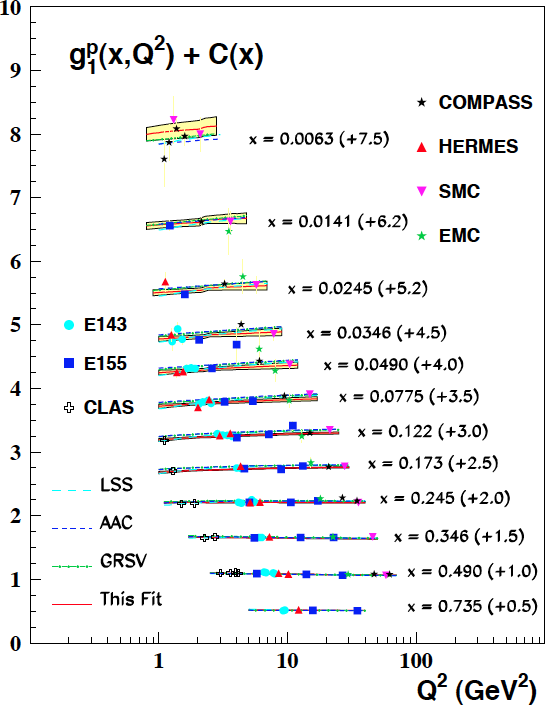 10
9
8
7
6
5
4
3
2
1
0
g₁ᵖ(x,Q²) + C(x)
COMPASS
HERMES
SMC
EMC
x = 0.0063 (+7.5)
x = 0.0141 (+6.2)
x = 0.0245 (+5.2)
x = 0.0346 (+4.5)
x = 0.0490 (+4.0)
x = 0.0775 (+3.5)
x = 0.122 (+3.0)
x = 0.173 (+2.5)
x = 0.245 (+2.0)
x = 0.346 (+1.5)
x = 0.490 (+1.0)
x = 0.735 (+0.5)
E143
E155
CLAS
LSS
AAC
GRSV
This Fit
1
10
100
Q² (GeV²)